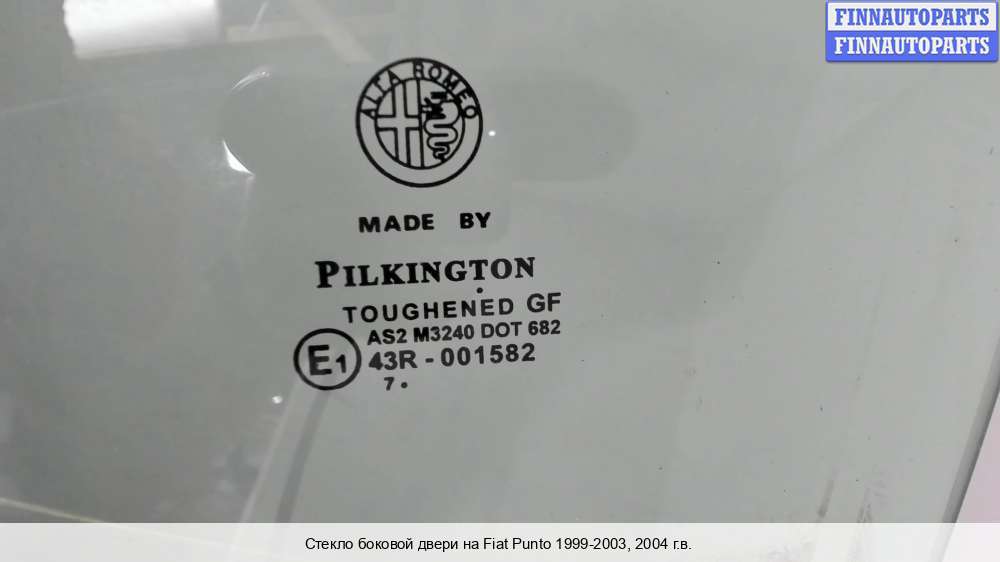 FINNAUTOPARTS
FINNAUTOPARTS
ALFA ROMEO
MADE BY
PILKINGTON
TOUGHENED GF
AS2 M3240 DOT 682
E1 43R - 001582
7 .
Стекло боковой двери на Fiat Punto 1999-2003, 2004 г.в.